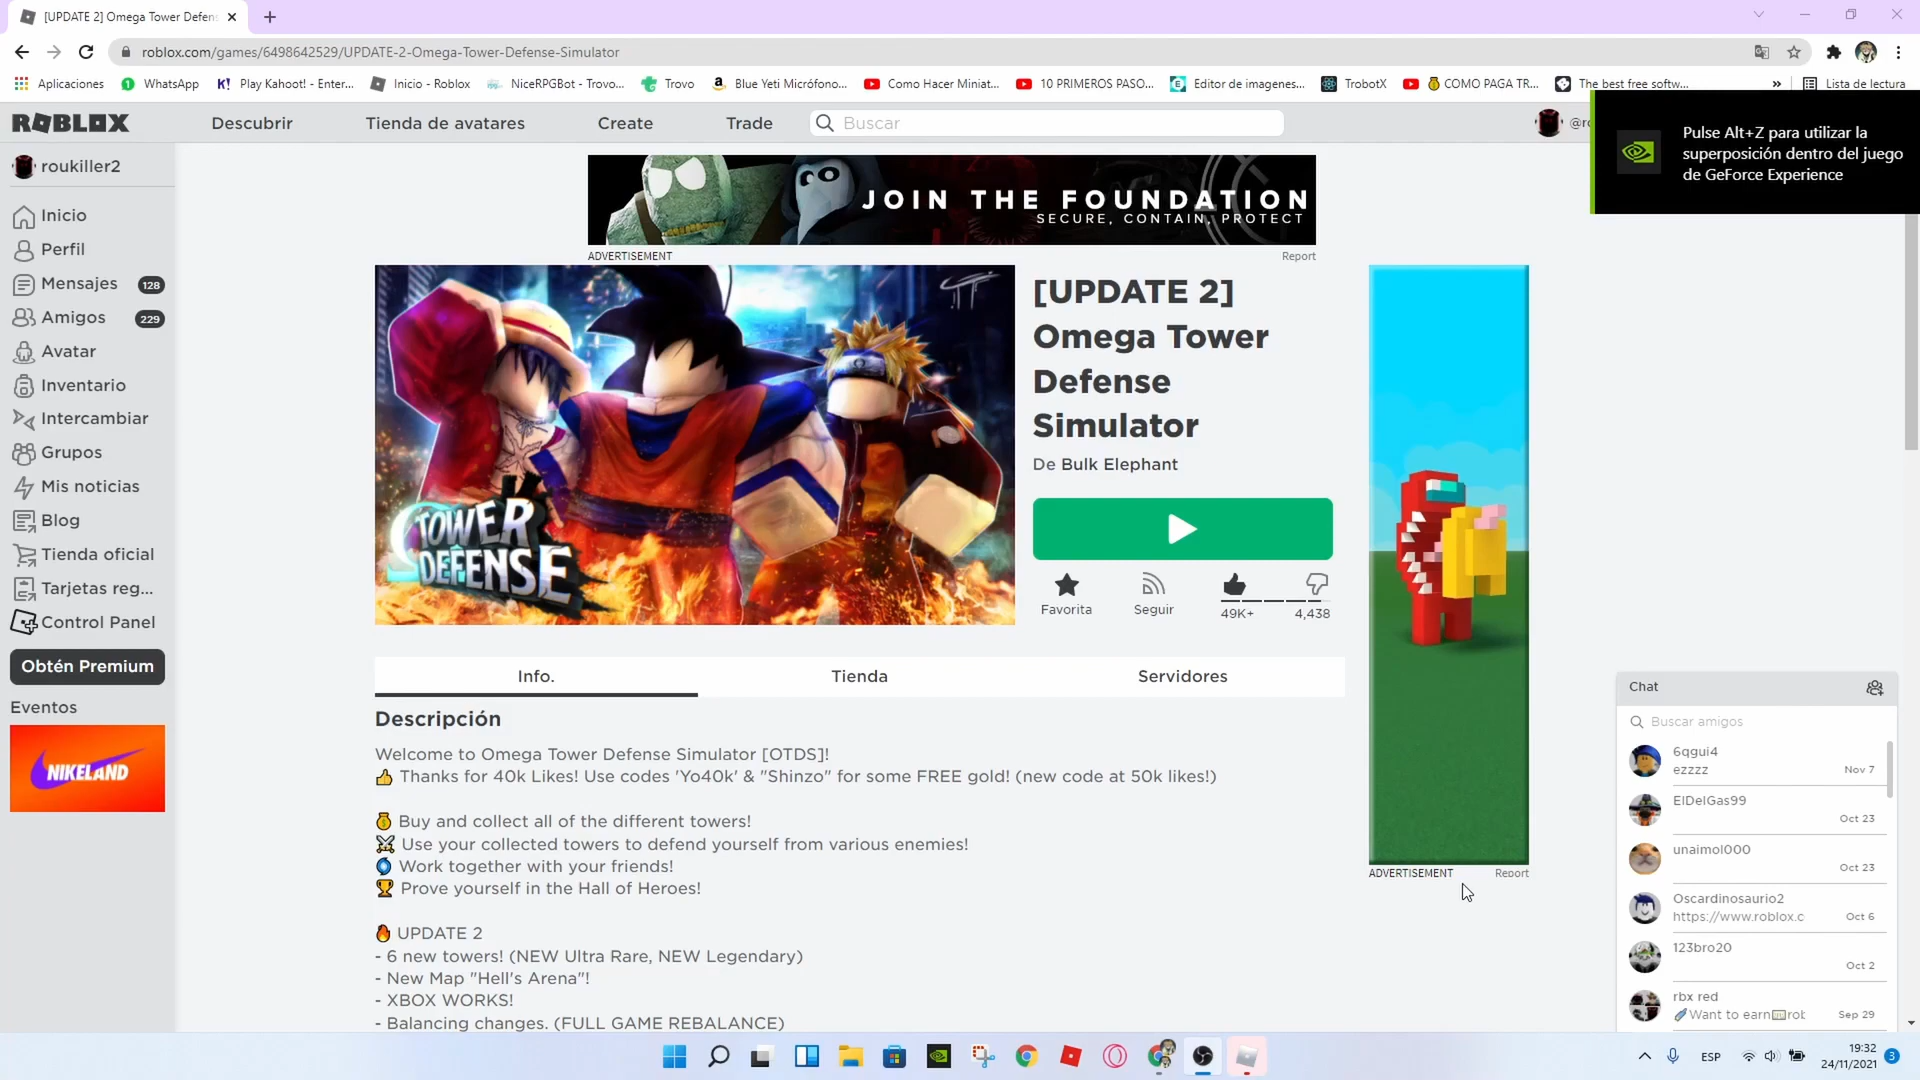 [UPDATE 2] Omega Tower Defens
roblox.com/games/6498642529/UPDATE-2-Omega-Tower-Defense-Simulator
Aplicaciones
WhatsApp
K!
Play Kahoot! - Enter...
Inicio - Roblox
NiceRPGBot - Trovo...
Trovo
Blue Yeti Micrófono...
Como Hacer Miniat...
10 PRIMEROS PASO...
Editor de imagenes...
TrobotX
COMO PAGA TR...
The best free softw...
»
Lista de lectura
ROBLOX
Descubrir
Tienda de avatares
Create
Trade
Buscar
Pulse Alt+Z para utilizar la
superposición dentro del juego
de GeForce Experience
roukiller2
Inicio
Perfil
Mensajes 128
Amigos 229
Avatar
Inventario
Intercambiar
Grupos
Mis noticias
Blog
Tienda oficial
Tarjetas reg...
Control Panel
Obtén Premium
Eventos
NIKELAND
JOIN THE FOUNDATION
SECURE, CONTAIN, PROTECT
ADVERTISEMENT
Report
TOWER
DEFENSE
[UPDATE 2]
Omega Tower
Defense
Simulator
De Bulk Elephant
Favorita
Seguir
49K+
4,438
Info.
Tienda
Servidores
Descripción
Welcome to Omega Tower Defense Simulator [OTDS]!
👍 Thanks for 40k Likes! Use codes 'Yo40k' & "Shinzo" for some FREE gold! (new code at 50k likes!)
💰 Buy and collect all of the different towers!
⚔️ Use your collected towers to defend yourself from various enemies!
🌀 Work together with your friends!
🏆 Prove yourself in the Hall of Heroes!
🔥 UPDATE 2
- 6 new towers! (NEW Ultra Rare, NEW Legendary)
- New Map "Hell's Arena"!
- XBOX WORKS!
- Balancing changes. (FULL GAME REBALANCE)
ADVERTISEMENT
Report
Chat
Buscar amigos
6qgui4
ezzzz
Nov 7
ElDelGas99
Oct 23
unaimol000
Oct 23
Oscardinosaurio2
https://www.roblox.c
Oct 6
123bro20
Oct 2
rbx red
Want to earn rob
Sep 29
ESP
19:32
24/11/2021
3